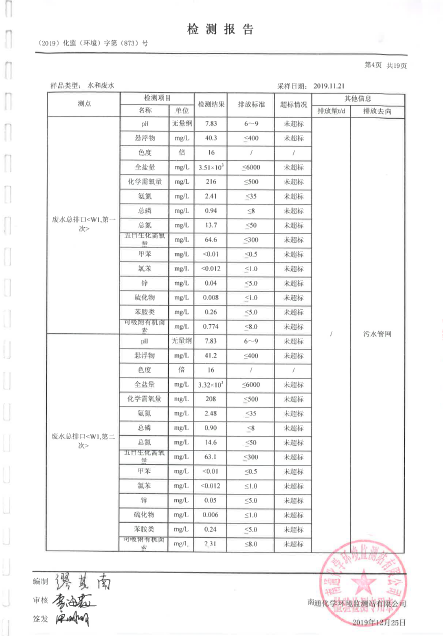 检测报告
（2019）化监（环境）字第（873）号
第4页 共19页
样品类型： 水和废水 采样日期： 2019.11.21
测点 检测项目 检测结果 排放标准 超标情况 其他信息
名称 单位 排放量t/d 排放去向
废水总排口<W1,第一次>
pH 无量纲 7.83 6～9 未超标
悬浮物 mg/L 40.3 ≤400 未超标
色度 倍 16 / /
全盐量 mg/L 3.51×10³ ≤6000 未超标
化学需氧量 mg/L 216 ≤500 未超标
氨氮 mg/L 2.41 ≤35 未超标
总磷 mg/L 0.94 ≤8 未超标
总氮 mg/L 13.7 ≤50 未超标
五日生化需氧量 mg/L 64.6 ≤300 未超标
甲苯 mg/L <0.01 ≤0.5 未超标
氯苯 mg/L <0.012 ≤1.0 未超标
锌 mg/L 0.04 ≤5.0 未超标
硫化物 mg/L 0.008 ≤1.0 未超标
苯胺类 mg/L 0.26 ≤5.0 未超标
可吸附有机卤素 mg/L 0.774 ≤8.0 未超标
/ 污水管网
废水总排口<W1,第二次>
pH 无量纲 7.83 6～9 未超标
悬浮物 mg/L 41.2 ≤400 未超标
色度 倍 16 / /
全盐量 mg/L 3.32×10³ ≤6000 未超标
化学需氧量 mg/L 208 ≤500 未超标
氨氮 mg/L 2.48 ≤35 未超标
总磷 mg/L 0.90 ≤8 未超标
总氮 mg/L 14.6 ≤50 未超标
五日生化需氧量 mg/L 63.1 ≤300 未超标
甲苯 mg/L <0.01 ≤0.5 未超标
氯苯 mg/L <0.012 ≤1.0 未超标
锌 mg/L 0.05 ≤5.0 未超标
硫化物 mg/L 0.006 ≤1.0 未超标
苯胺类 mg/L 0.24 ≤5.0 未超标
可吸附有机卤素 mg/L 2.31 ≤8.0 未超标
编制
审核
签发
南通化学环境监测站有限公司
2019年12月25日